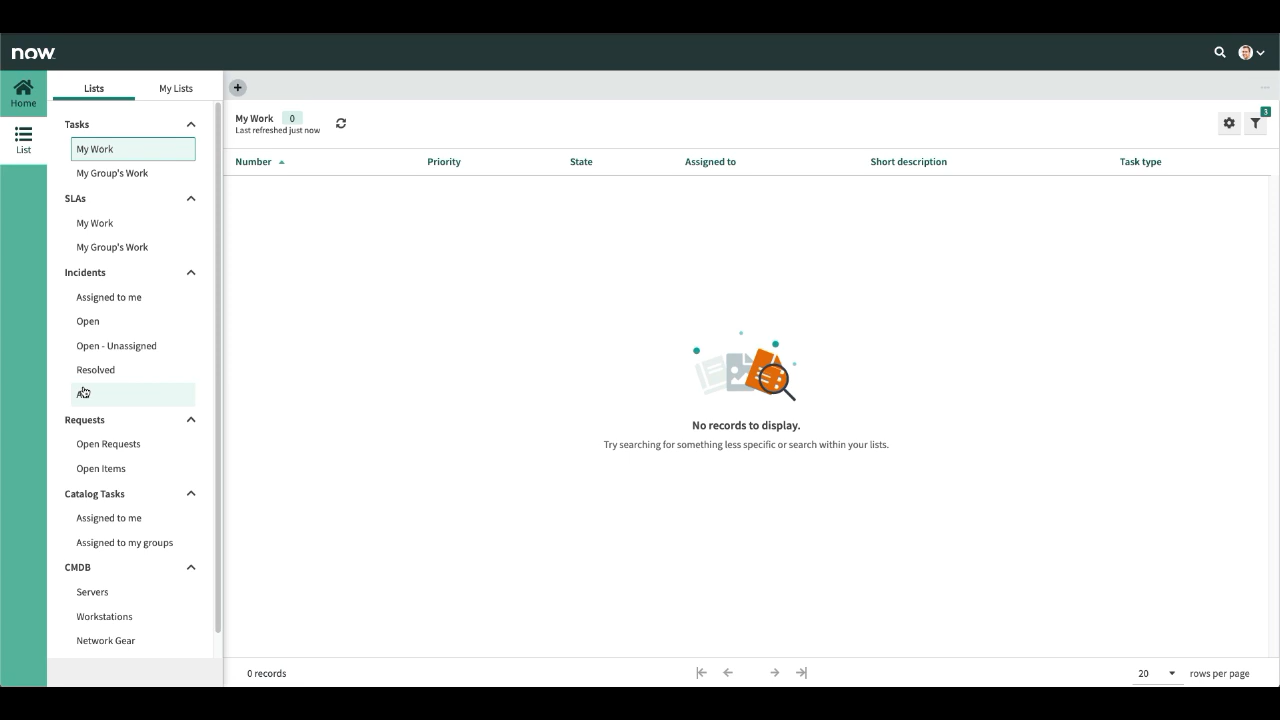 now
Home
List
Lists
My Lists
Tasks
My Work
My Group's Work
SLAs
My Work
My Group's Work
Incidents
Assigned to me
Open
Open - Unassigned
Resolved
Requests
Open Requests
Open Items
Catalog Tasks
Assigned to me
Assigned to my groups
CMDB
Servers
Workstations
Network Gear
My Work 0
Last refreshed just now
3
Number Priority State Assigned to Short description Task type
No records to display.
Try searching for something less specific or search within your lists.
0 records
20 rows per page